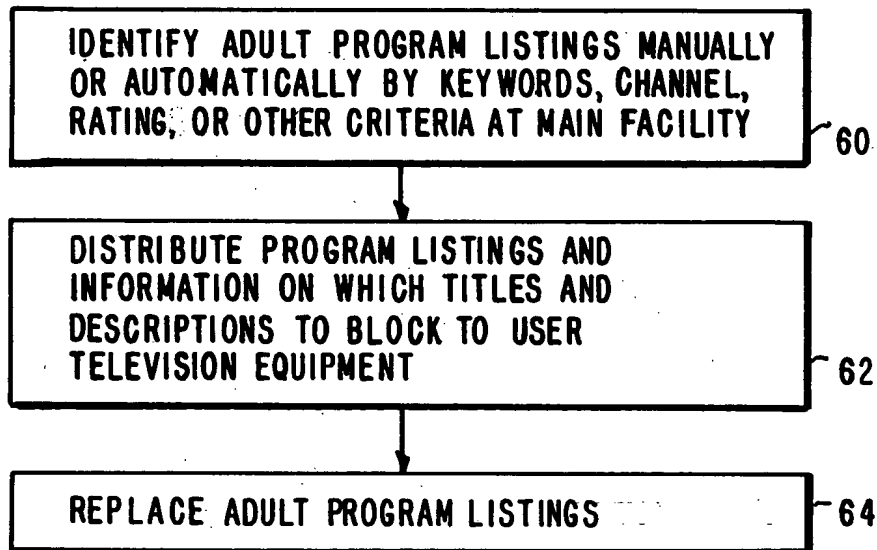 IDENTIFY ADULT PROGRAM LISTINGS MANUALLY
OR AUTOMATICALLY BY KEYWORDS, CHANNEL,
RATING, OR OTHER CRITERIA AT MAIN FACILITY
60
DISTRIBUTE PROGRAM LISTINGS AND
INFORMATION ON WHICH TITLES AND
DESCRIPTIONS TO BLOCK TO USER
TELEVISION EQUIPMENT
62
REPLACE ADULT PROGRAM LISTINGS
64